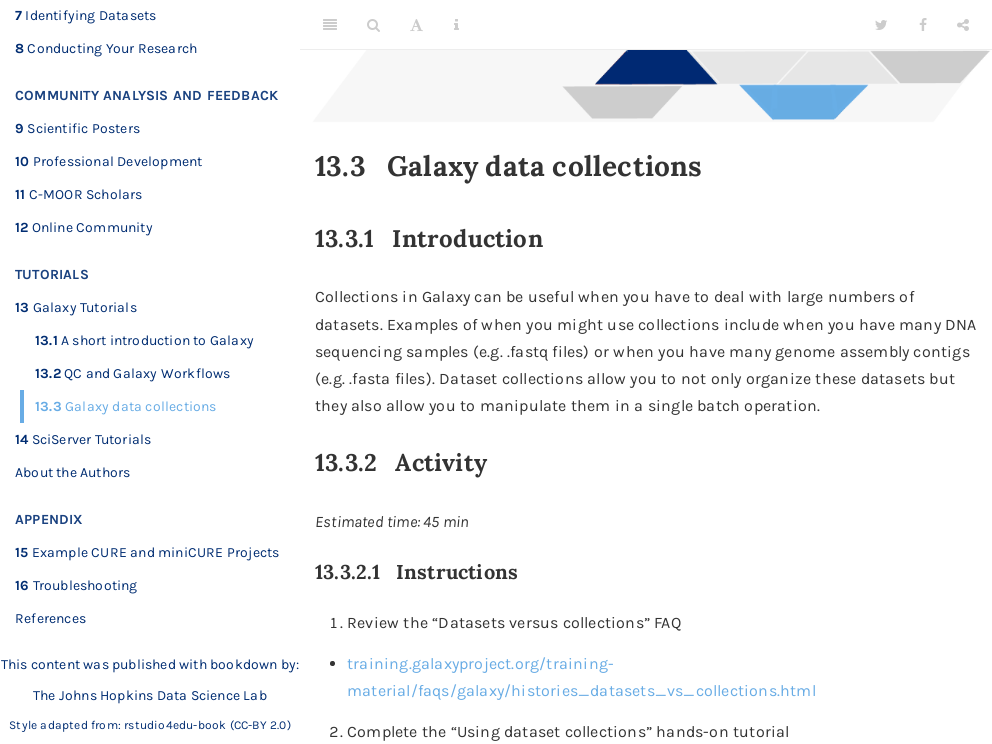 7 Identifying Datasets
8 Conducting Your Research
COMMUNITY ANALYSIS AND FEEDBACK
9 Scientific Posters
10 Professional Development
11 C-MOOR Scholars
12 Online Community
TUTORIALS
13 Galaxy Tutorials
13.1 A short introduction to Galaxy
13.2 QC and Galaxy Workflows
13.3 Galaxy data collections
14 SciServer Tutorials
About the Authors
APPENDIX
15 Example CURE and miniCURE Projects
16 Troubleshooting
References
This content was published with bookdown by:
The Johns Hopkins Data Science Lab
Style adapted from: rstudio4edu-book (CC-BY 2.0)
13.3 Galaxy data collections
13.3.1 Introduction
Collections in Galaxy can be useful when you have to deal with large numbers of
datasets. Examples of when you might use collections include when you have many DNA
sequencing samples (e.g. .fastq files) or when you have many genome assembly contigs
(e.g. .fasta files). Dataset collections allow you to not only organize these datasets but
they also allow you to manipulate them in a single batch operation.
13.3.2 Activity
Estimated time: 45 min
13.3.2.1 Instructions
1. Review the “Datasets versus collections” FAQ
• training.galaxyproject.org/training-
material/faqs/galaxy/histories_datasets_vs_collections.html
2. Complete the “Using dataset collections” hands-on tutorial